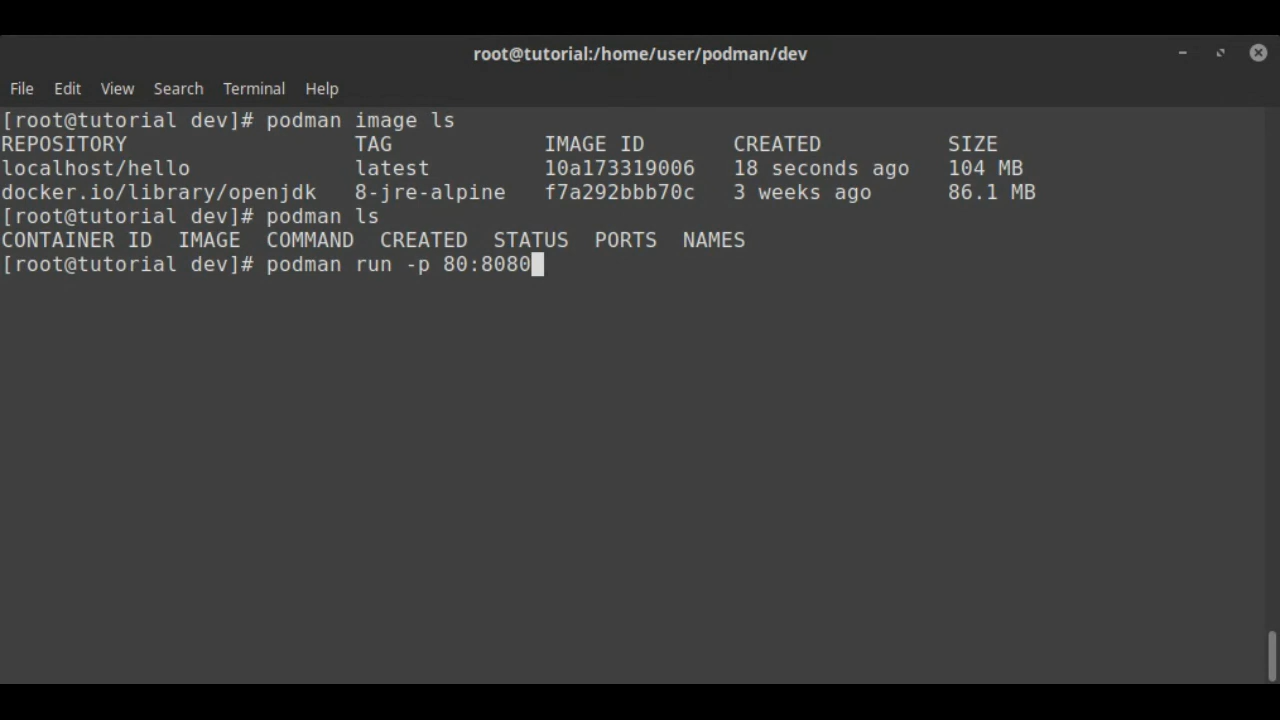 root@tutorial:/home/user/podman/dev
File Edit View Search Terminal Help
[root@tutorial dev]# podman image ls
REPOSITORY TAG IMAGE ID CREATED SIZE
localhost/hello latest 10a173319006 18 seconds ago 104 MB
docker.io/library/openjdk 8-jre-alpine f7a292bbb70c 3 weeks ago 86.1 MB
[root@tutorial dev]# podman ls
CONTAINER ID IMAGE COMMAND CREATED STATUS PORTS NAMES
[root@tutorial dev]# podman run -p 80:8080